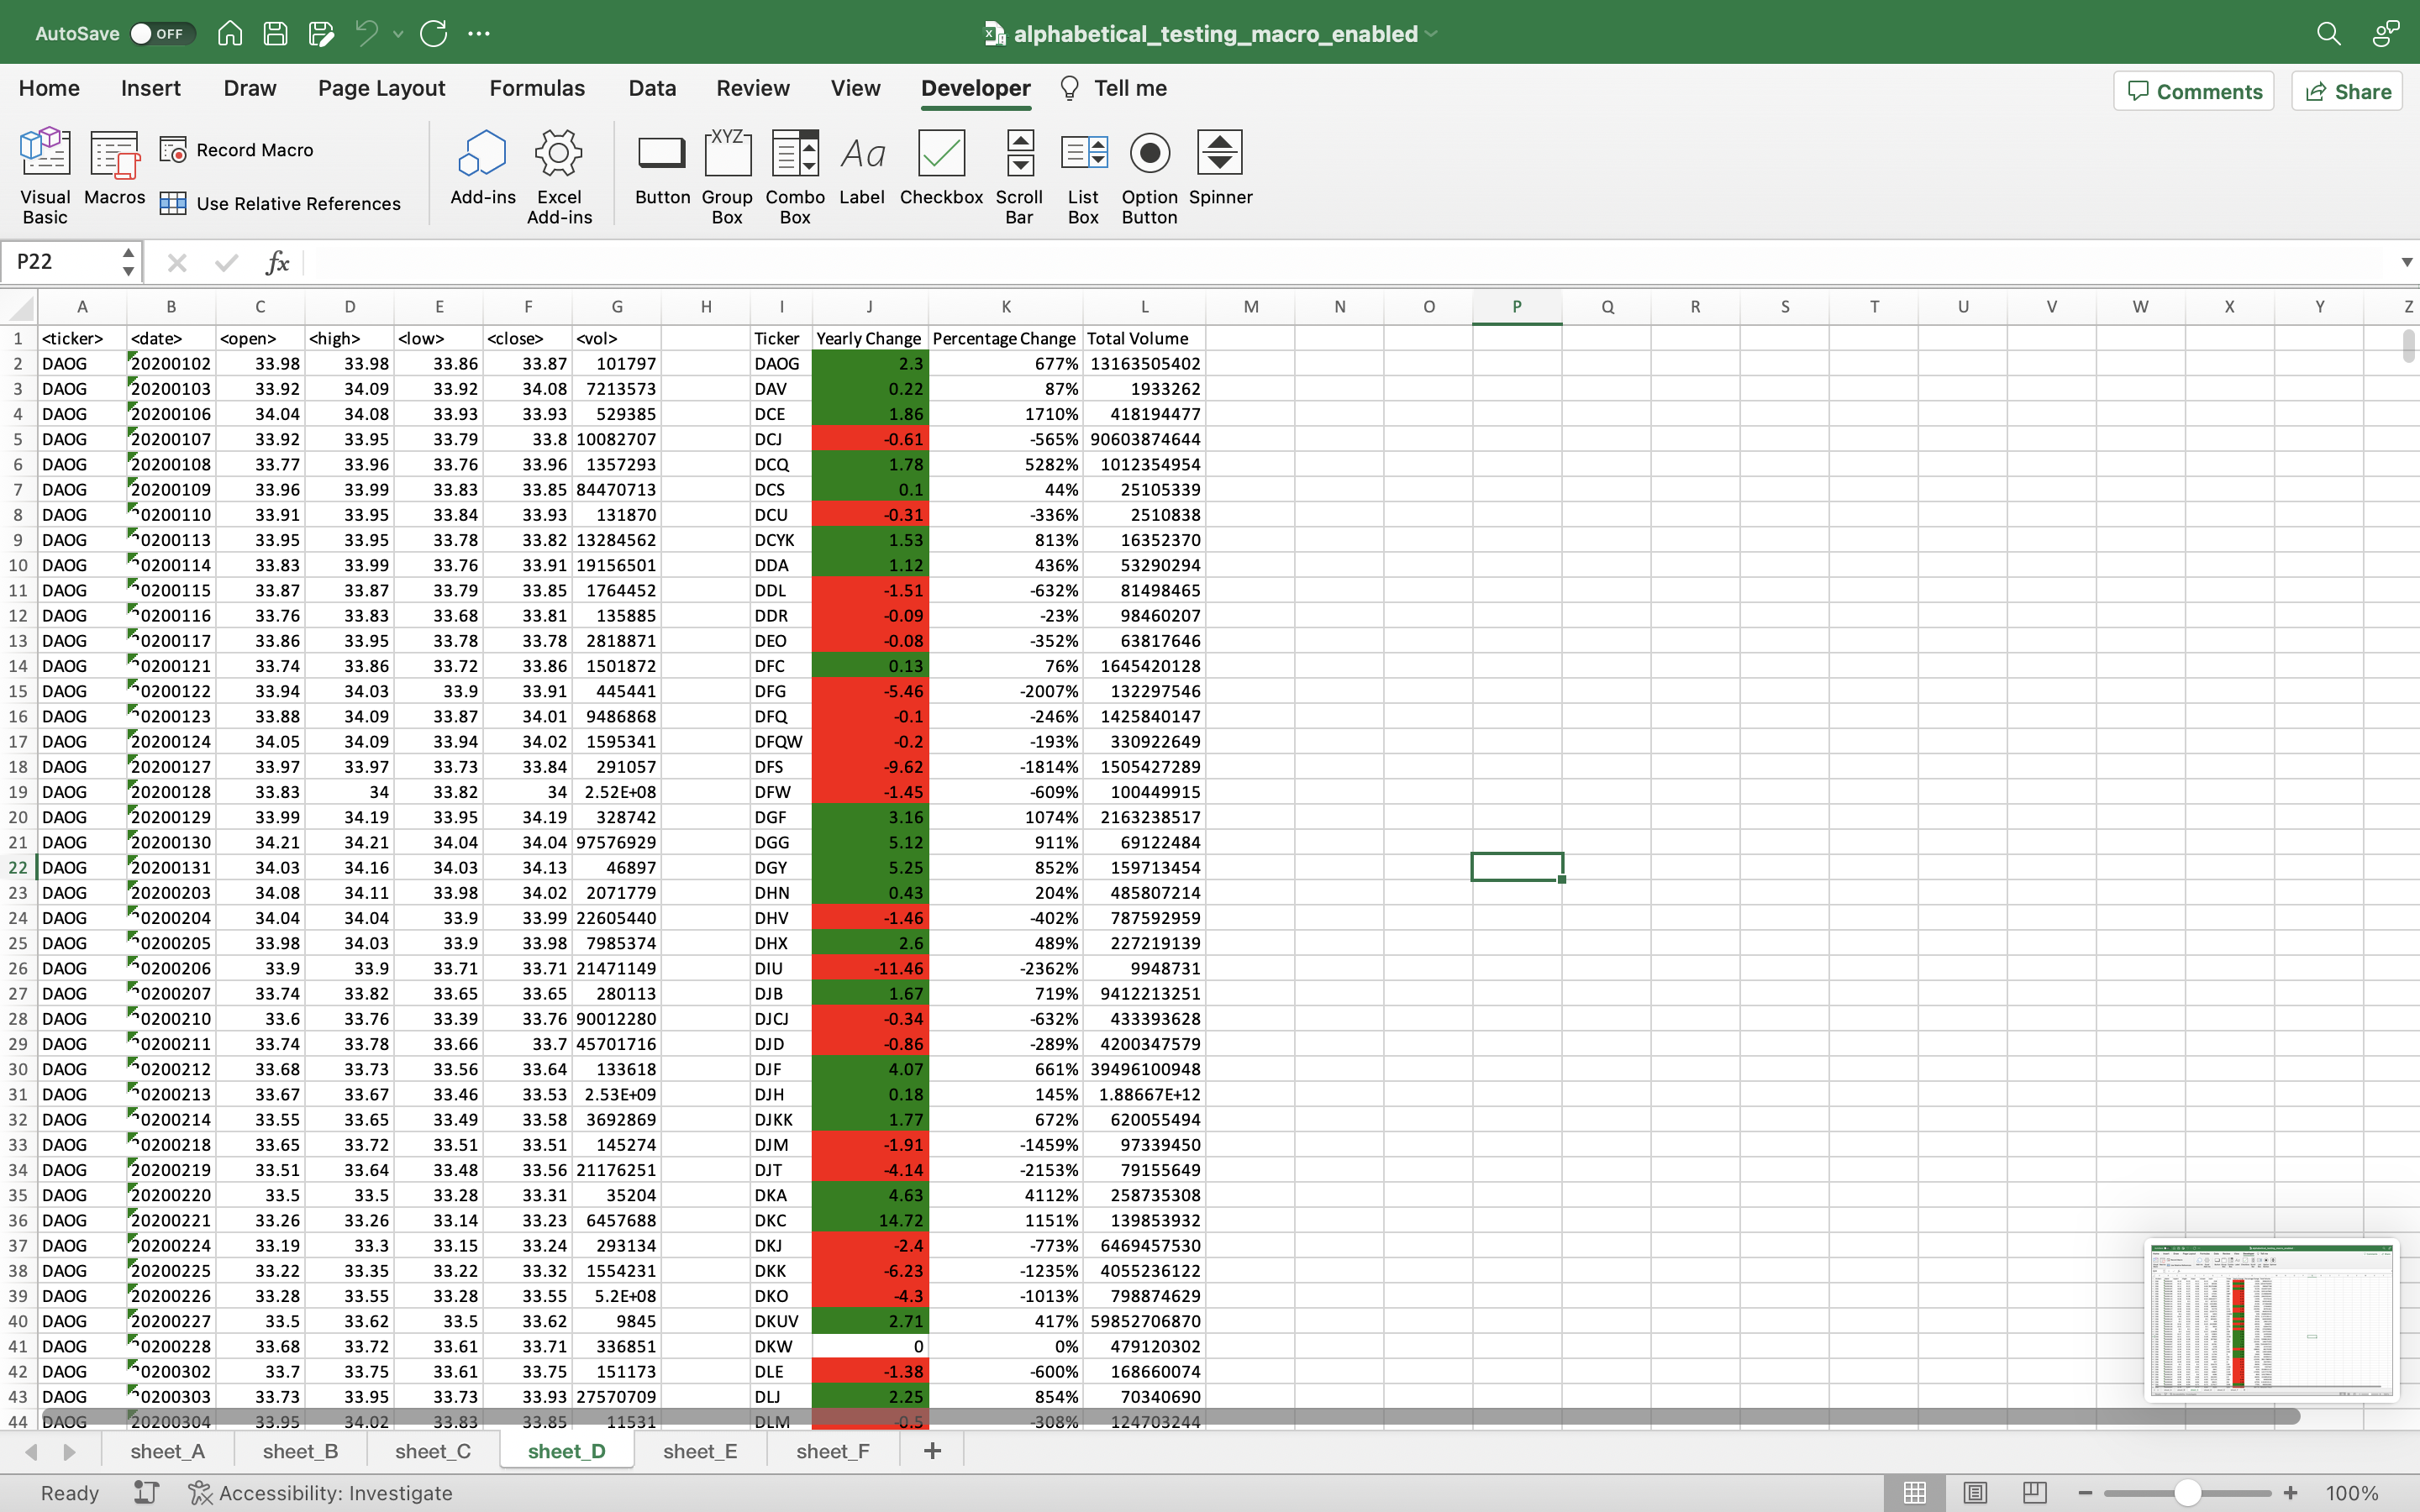 AutoSave OFF alphabetical_testing_macro_enabled
Home Insert Draw Page Layout Formulas Data Review View Developer Tell me Comments Share
Visual Basic Macros Record Macro Use Relative References Add-ins Excel Add-ins Button Group Box Combo Box Label Checkbox Scroll Bar List Box Option Button Spinner
P22 fx
A B C D E F G H I J K L M N O P Q R S T U V W X Y Z
1 <ticker> <date> <open> <high> <low> <close> <vol> Ticker Yearly Change Percentage Change Total Volume
2 DAOG 20200102 33.98 33.98 33.86 33.87 101797 DAOG 2.3 677% 13163505402
3 DAOG 20200103 33.92 34.09 33.92 34.08 7213573 DAV 0.22 87% 1933262
4 DAOG 20200106 34.04 34.08 33.93 33.93 529385 DCE 1.86 1710% 418194477
5 DAOG 20200107 33.92 33.95 33.79 33.8 10082707 DCJ -0.61 -565% 90603874644
6 DAOG 20200108 33.77 33.96 33.76 33.96 1357293 DCQ 1.78 5282% 1012354954
7 DAOG 20200109 33.96 33.99 33.83 33.85 84470713 DCS 0.1 44% 25105339
8 DAOG 20200110 33.91 33.95 33.84 33.93 131870 DCU -0.31 -336% 2510838
9 DAOG 20200113 33.95 33.95 33.78 33.82 13284562 DCYK 1.53 813% 16352370
10 DAOG 20200114 33.83 33.99 33.76 33.91 19156501 DDA 1.12 436% 53290294
11 DAOG 20200115 33.87 33.87 33.79 33.85 1764452 DDL -1.51 -632% 81498465
12 DAOG 20200116 33.76 33.83 33.68 33.81 135885 DDR -0.09 -23% 98460207
13 DAOG 20200117 33.86 33.95 33.78 33.78 2818871 DEO -0.08 -352% 63817646
14 DAOG 20200121 33.74 33.86 33.72 33.86 1501872 DFC 0.13 76% 1645420128
15 DAOG 20200122 33.94 34.03 33.9 33.91 445441 DFG -5.46 -2007% 132297546
16 DAOG 20200123 33.88 34.09 33.87 34.01 9486868 DFQ -0.1 -246% 1425840147
17 DAOG 20200124 34.05 34.09 33.94 34.02 1595341 DFQW -0.2 -193% 330922649
18 DAOG 20200127 33.97 33.97 33.73 33.84 291057 DFS -9.62 -1814% 1505427289
19 DAOG 20200128 33.83 34 33.82 34 2.52E+08 DFW -1.45 -609% 100449915
20 DAOG 20200129 33.99 34.19 33.95 34.19 328742 DGF 3.16 1074% 2163238517
21 DAOG 20200130 34.21 34.21 34.04 34.04 97576929 DGG 5.12 911% 69122484
22 DAOG 20200131 34.03 34.16 34.03 34.13 46897 DGY 5.25 852% 159713454
23 DAOG 20200203 34.08 34.11 33.98 34.02 2071779 DHN 0.43 204% 485807214
24 DAOG 20200204 34.04 34.04 33.9 33.99 22605440 DHV -1.46 -402% 787592959
25 DAOG 20200205 33.98 34.03 33.9 33.98 7985374 DHX 2.6 489% 227219139
26 DAOG 20200206 33.9 33.9 33.71 33.71 21471149 DIU -11.46 -2362% 9948731
27 DAOG 20200207 33.74 33.82 33.65 33.65 280113 DJB 1.67 719% 9412213251
28 DAOG 20200210 33.6 33.76 33.39 33.76 90012280 DJCJ -0.34 -632% 433393628
29 DAOG 20200211 33.74 33.78 33.66 33.7 45701716 DJD -0.86 -289% 4200347579
30 DAOG 20200212 33.68 33.73 33.56 33.64 133618 DJF 4.07 661% 39496100948
31 DAOG 20200213 33.67 33.67 33.46 33.53 2.53E+09 DJH 0.18 145% 1.88667E+12
32 DAOG 20200214 33.55 33.65 33.49 33.58 3692869 DJKK 1.77 672% 620055494
33 DAOG 20200218 33.65 33.72 33.51 33.51 145274 DJM -1.91 -1459% 97339450
34 DAOG 20200219 33.51 33.64 33.48 33.56 21176251 DJT -4.14 -2153% 79155649
35 DAOG 20200220 33.5 33.5 33.28 33.31 35204 DKA 4.63 4112% 258735308
36 DAOG 20200221 33.26 33.26 33.14 33.23 6457688 DKC 14.72 1151% 139853932
37 DAOG 20200224 33.19 33.3 33.15 33.24 293134 DKJ -2.4 -773% 6469457530
38 DAOG 20200225 33.22 33.35 33.22 33.32 1554231 DKK -6.23 -1235% 4055236122
39 DAOG 20200226 33.28 33.55 33.28 33.55 5.2E+08 DKO -4.3 -1013% 798874629
40 DAOG 20200227 33.5 33.62 33.5 33.62 9845 DKUV 2.71 417% 59852706870
41 DAOG 20200228 33.68 33.72 33.61 33.71 336851 DKW 0 0% 479120302
42 DAOG 20200302 33.7 33.75 33.61 33.75 151173 DLE -1.38 -600% 168660074
43 DAOG 20200303 33.73 33.95 33.73 33.93 27570709 DLJ 2.25 854% 70340690
44 DAOG 20200304 33.95 34.02 33.83 33.85 11531 DLM -0.5 -308% 124703244
sheet_A sheet_B sheet_C sheet_D sheet_E sheet_F +
Ready Accessibility: Investigate 100%